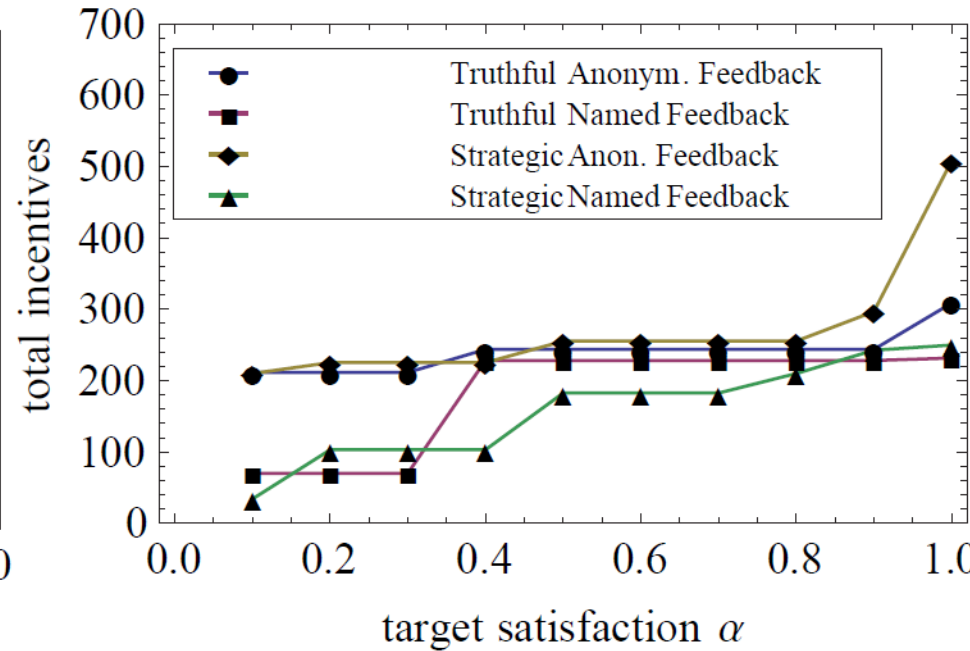 700
600
500
400
300
200
100
0
total incentives
Truthful Anonym. Feedback
Truthful Named Feedback
Strategic Anon. Feedback
Strategic Named Feedback
0
0.0 0.2 0.4 0.6 0.8 1.0
target satisfaction α